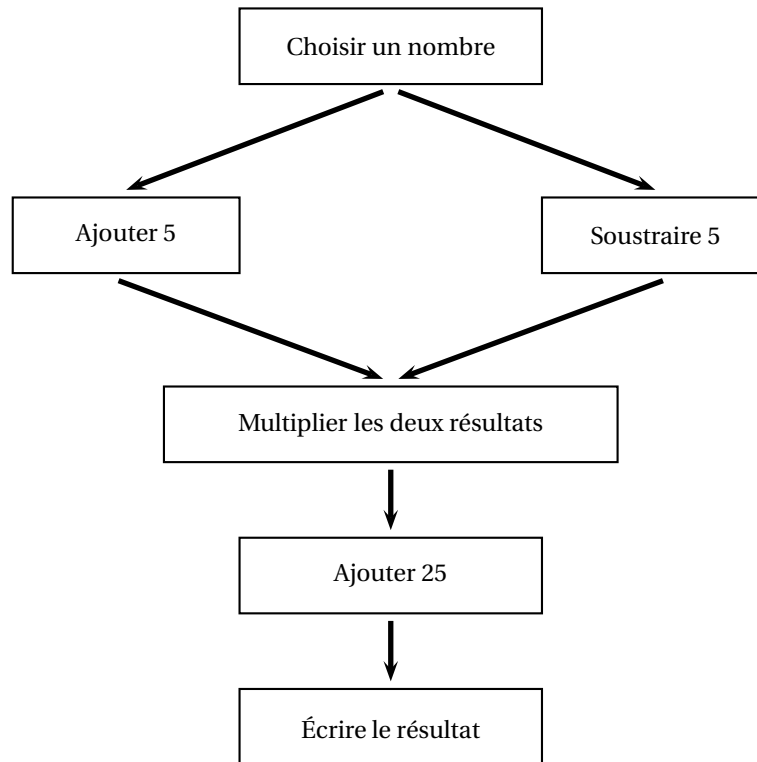 Choisir un nombre
Ajouter 5
Soustraire 5
Multiplier les deux résultats
Ajouter 25
Écrire le résultat